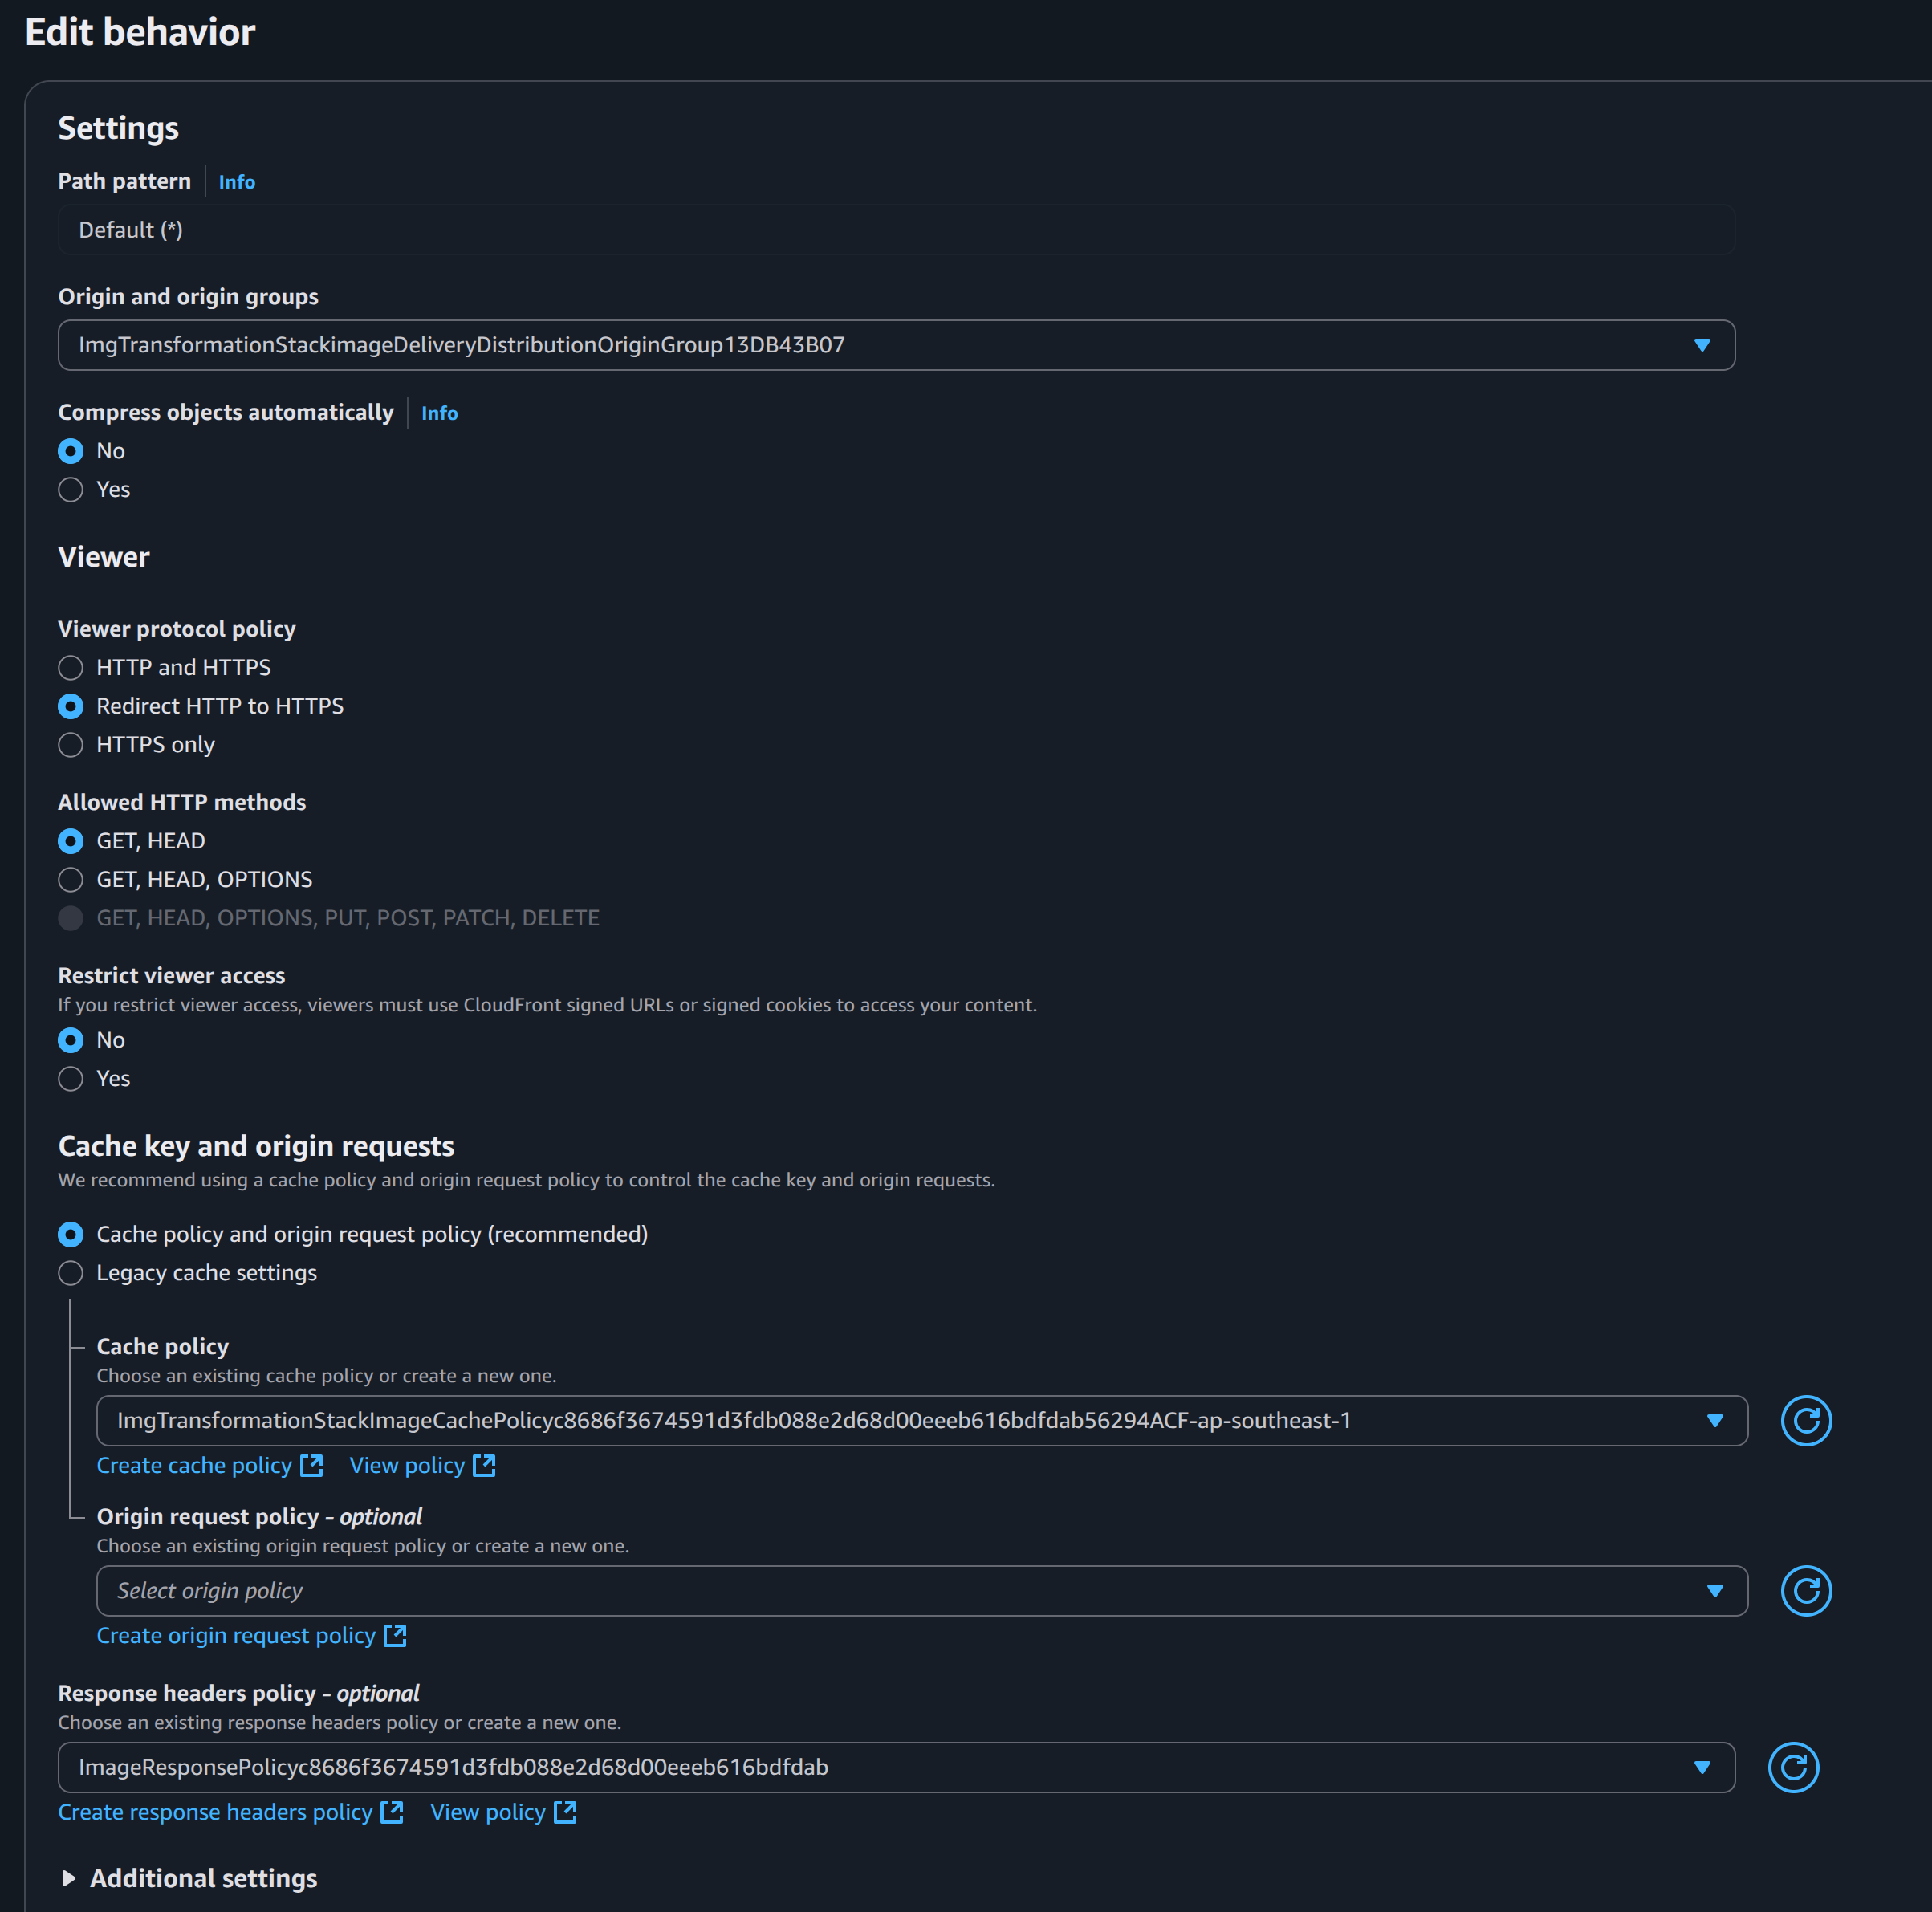 Edit behavior
Settings
Path pattern Info
Default (*)
Origin and origin groups
ImgTransformationStackimageDeliveryDistributionOriginGroup13DB43B07
Compress objects automatically Info
No
Yes
Viewer
Viewer protocol policy
HTTP and HTTPS
Redirect HTTP to HTTPS
HTTPS only
Allowed HTTP methods
GET, HEAD
GET, HEAD, OPTIONS
GET, HEAD, OPTIONS, PUT, POST, PATCH, DELETE
Restrict viewer access
If you restrict viewer access, viewers must use CloudFront signed URLs or signed cookies to access your content.
No
Yes
Cache key and origin requests
We recommend using a cache policy and origin request policy to control the cache key and origin requests.
Cache policy and origin request policy (recommended)
Legacy cache settings
Cache policy
Choose an existing cache policy or create a new one.
ImgTransformationStackImageCachePolicyc8686f3674591d3fdb088e2d68d00eeeb616bdfdab56294ACF-ap-southeast-1
Create cache policy View policy
Origin request policy - optional
Choose an existing origin request policy or create a new one.
Select origin policy
Create origin request policy
Response headers policy - optional
Choose an existing response headers policy or create a new one.
ImageResponsePolicyc8686f3674591d3fdb088e2d68d00eeeb616bdfdab
Create response headers policy View policy
Additional settings